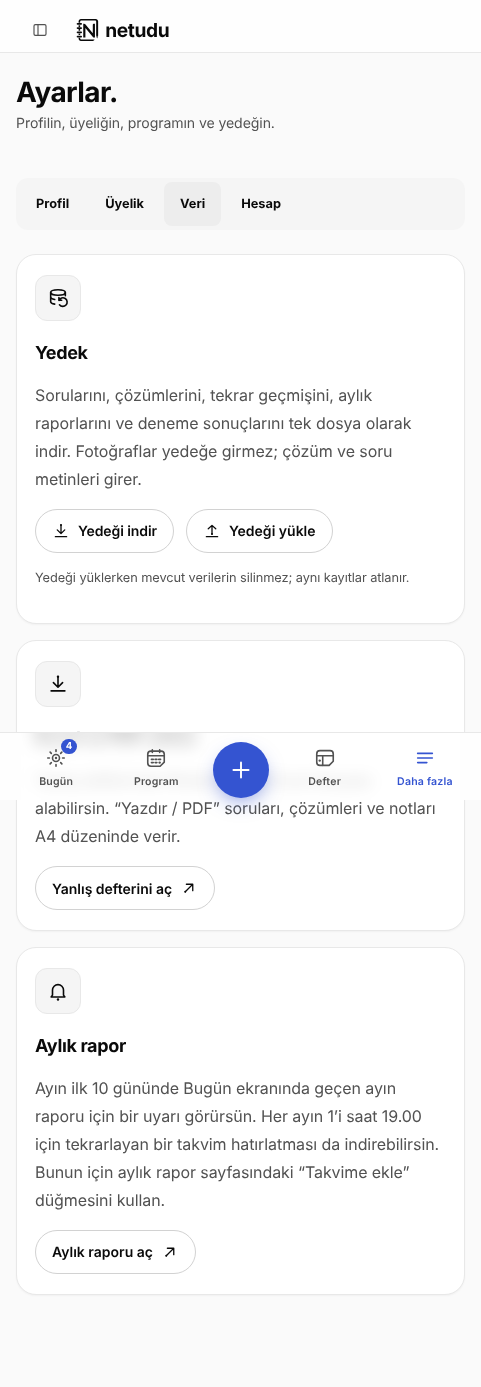 netudu
Ayarlar.
Profilin, üyeliğin, programın ve yedeğin.
Profil
Üyelik
Veri
Hesap
Yedek
Sorularını, çözümlerini, tekrar geçmişini, aylık
raporlarını ve deneme sonuçlarını tek dosya olarak
indir. Fotoğraflar yedeğe girmez; çözüm ve soru
metinleri girer.
Yedeği indir
Yedeği yükle
Yedeği yüklerken mevcut verilerin silinmez; aynı kayıtlar atlanır.
4
Bugün
Program
Defter
Daha fazla
alabilirsin. “Yazdır / PDF” soruları, çözümleri ve notları
A4 düzeninde verir.
Yanlış defterini aç
Aylık rapor
Ayın ilk 10 gününde Bugün ekranında geçen ayın
raporu için bir uyarı görürsün. Her ayın 1’i saat 19.00
için tekrarlayan bir takvim hatırlatması da indirebilirsin.
Bunun için aylık rapor sayfasındaki “Takvime ekle”
düğmesini kullan.
Aylık raporu aç